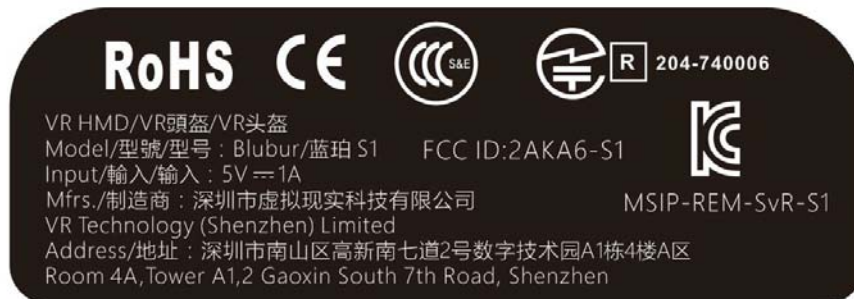 RoHS CE CCC S&E R 204-740006
VR HMD/VR頭盔/VR头盔
Model/型號/型号 : Blubur/蓝珀 S1 FCC ID:2AKA6-S1
Input/輸入/输入 : 5V⎓1A
Mfrs./制造商 : 深圳市虚拟现实科技有限公司
MSIP-REM-SvR-S1
VR Technology (Shenzhen) Limited
Address/地址 : 深圳市南山区高新南七道2号数字技术园A1栋4楼A区
Room 4A,Tower A1,2 Gaoxin South 7th Road, Shenzhen